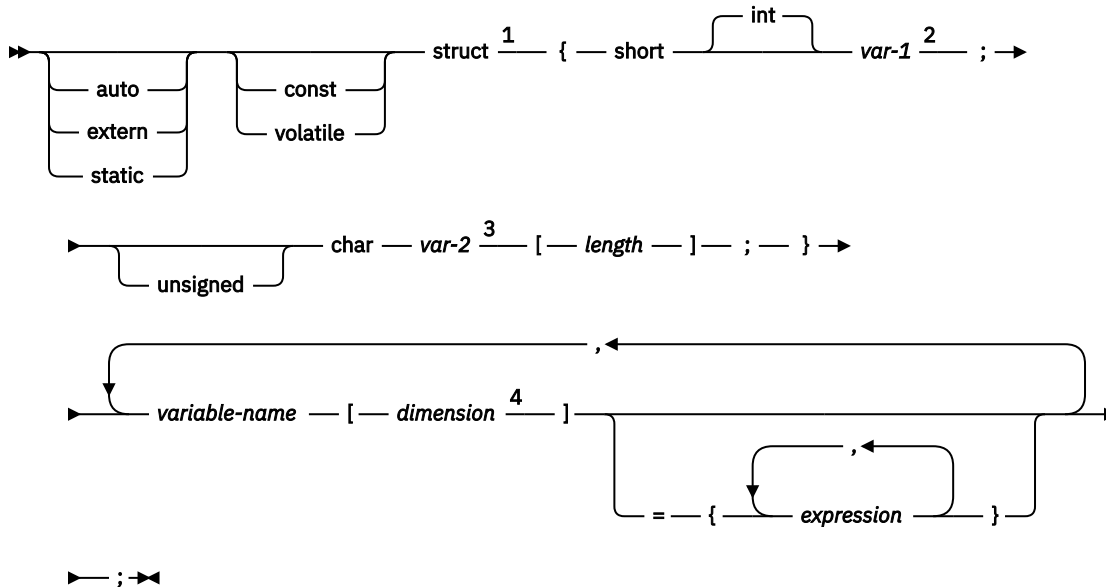 int
struct 1 { short var-1 2 ;
auto const
extern volatile
static
char var-2 3 [ length ] ; }
unsigned
,
variable-name [ dimension 4 ]
,
= { expression }
;